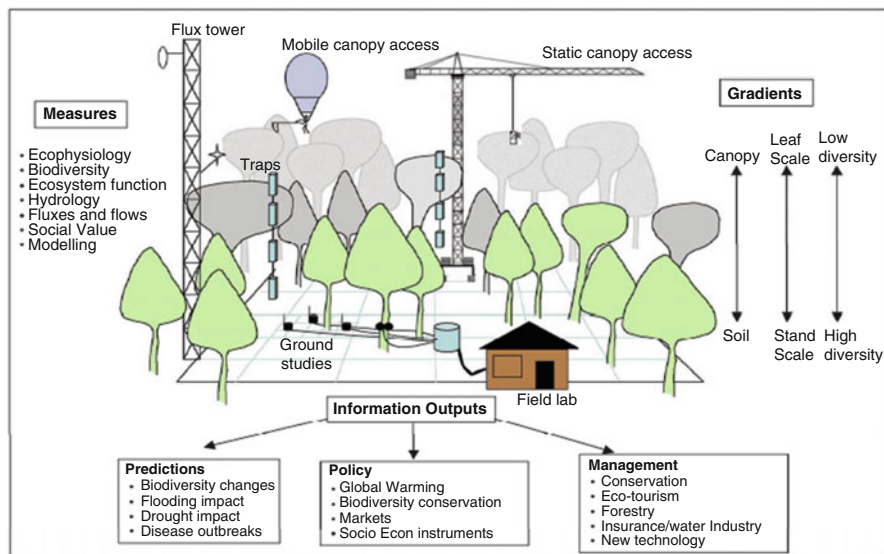 Flux tower
Mobile canopy access
Static canopy access
Measures
• Ecophysiology
• Biodiversity
• Ecosystem function
• Hydrology
• Fluxes and flows
• Social Value
• Modelling
Traps
Gradients
Canopy
Leaf
Scale
Low
diversity
Soil
Stand
Scale
High
diversity
Ground
studies
Field lab
Information Outputs
Predictions
• Biodiversity changes
• Flooding impact
• Drought impact
• Disease outbreaks
Policy
• Global Warming
• Biodiversity conservation
• Markets
• Socio Econ instruments
Management
• Conservation
• Eco-tourism
• Forestry
• Insurance/water Industry
• New technology